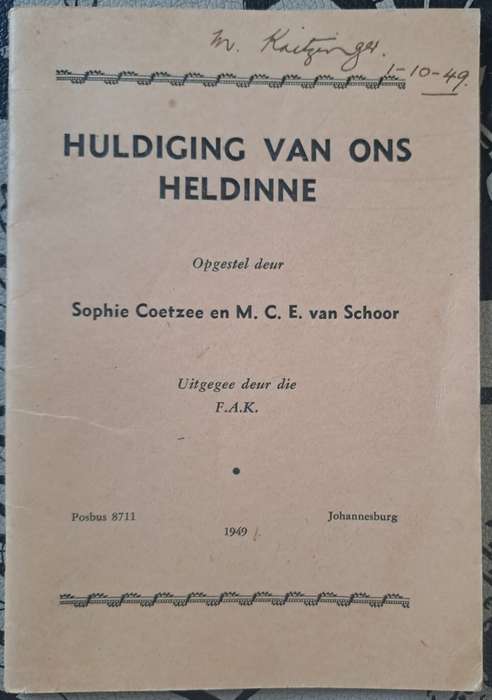 M. Kritzinger.
1-10-49.
HULDIGING VAN ONS
HELDINNE
Opgestel deur
Sophie Coetzee en M. C. E. van Schoor
Uitgegee deur die
F.A.K.
Posbus 8711
Johannesburg
1949